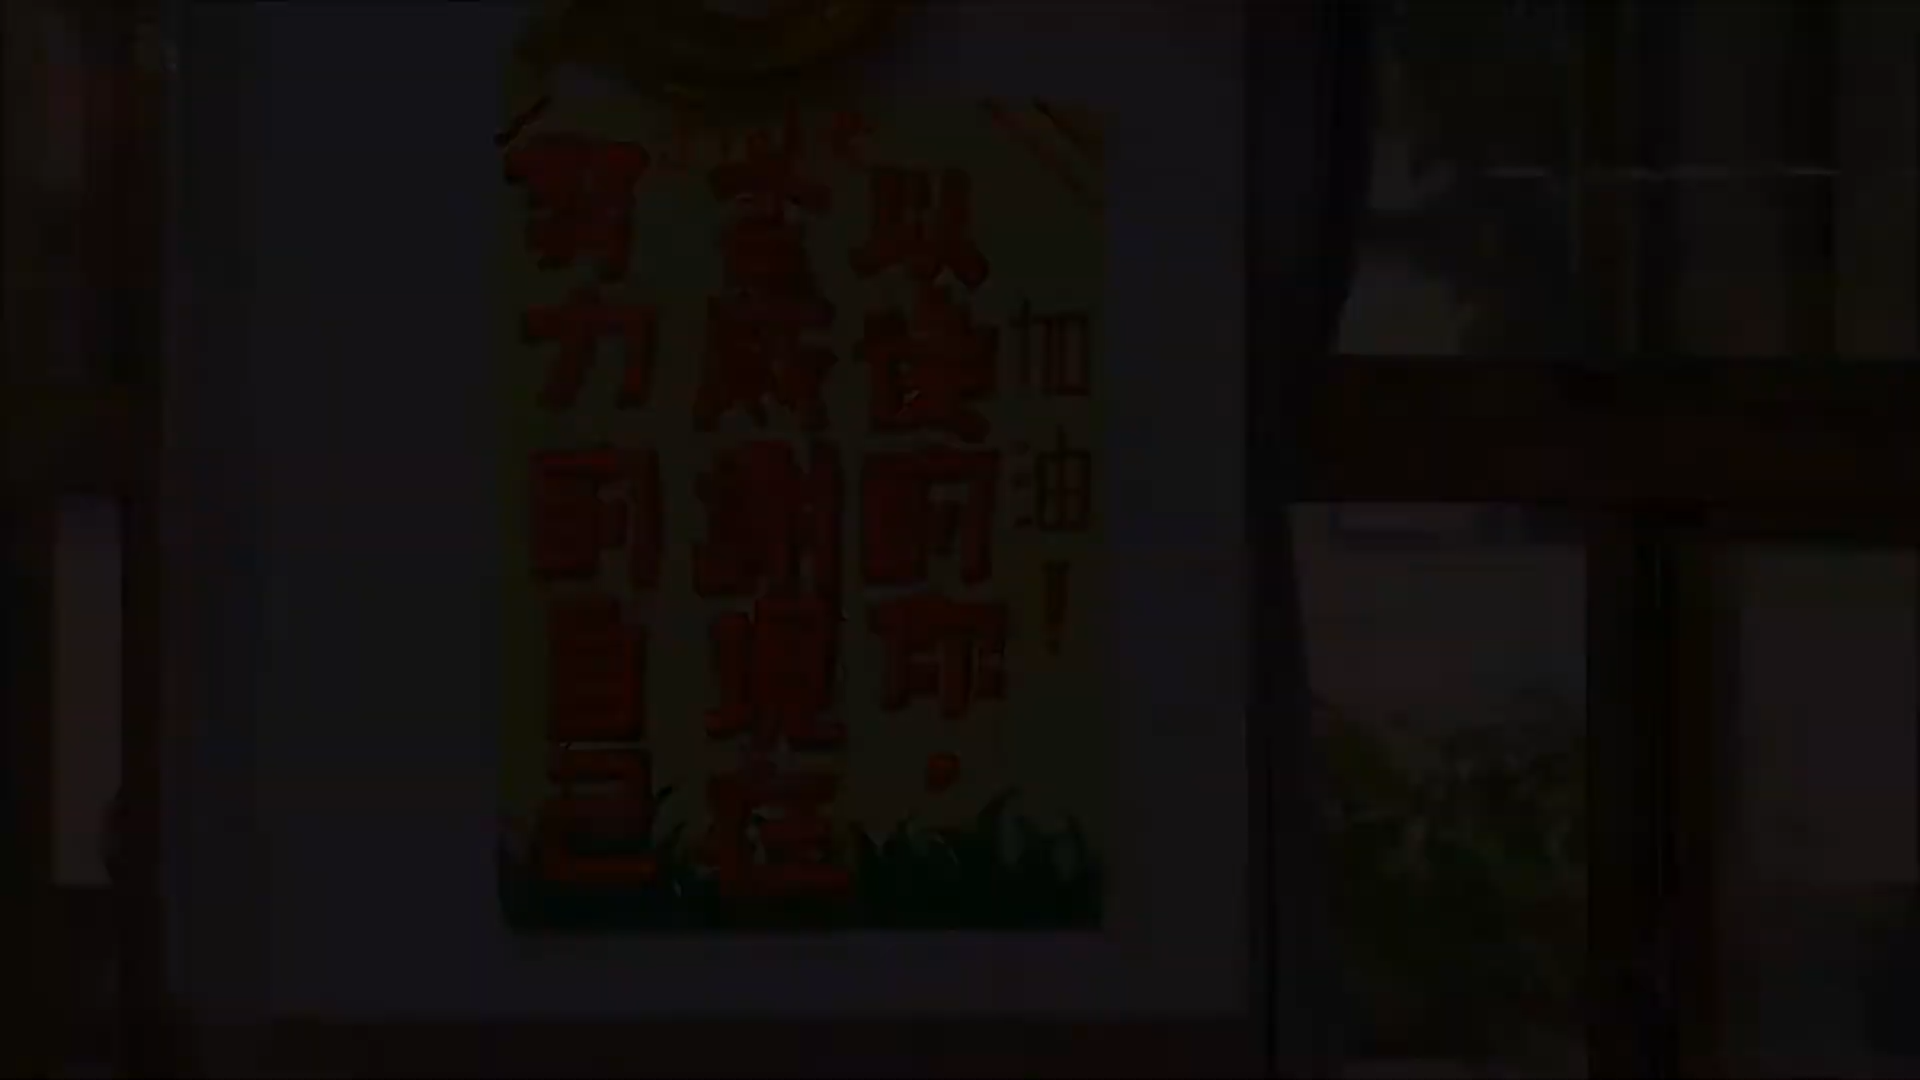 加油！
以後的你，
會感謝現在
努力的自己